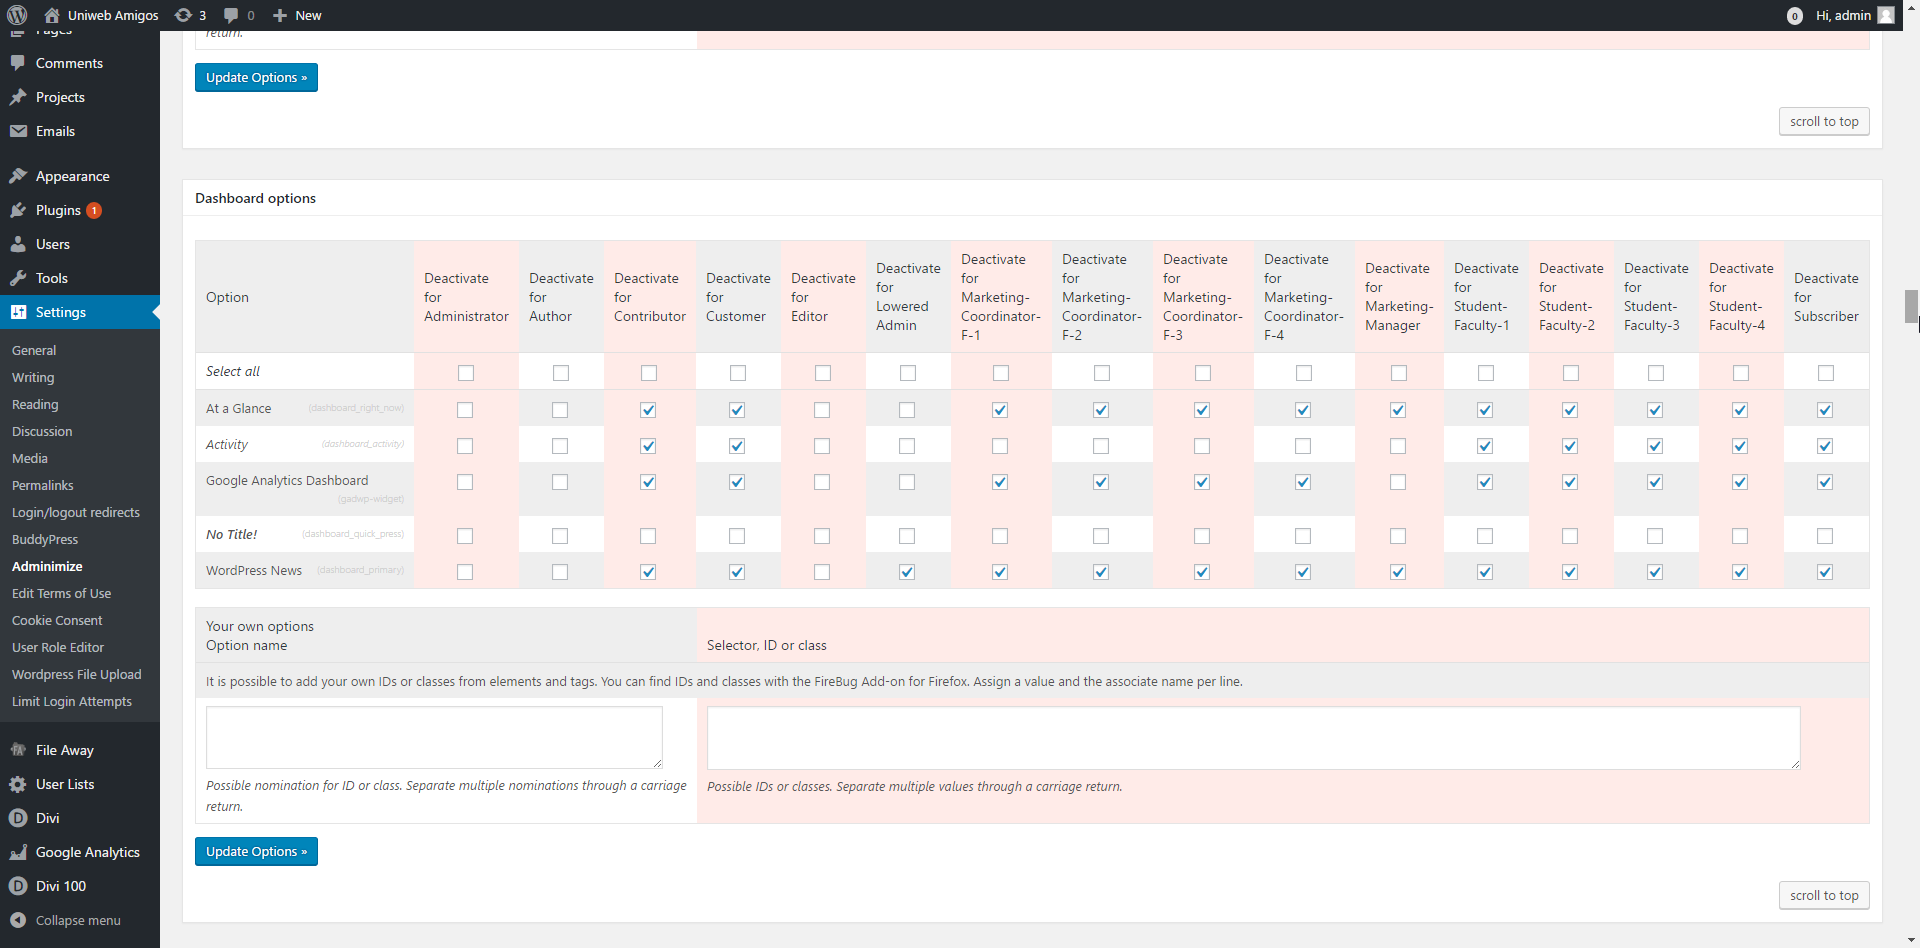 Uniweb Amigos
3
0
New
0
Hi, admin
Pages
Comments
Projects
Emails
Appearance
Plugins 1
Users
Tools
Settings
General
Writing
Reading
Discussion
Media
Permalinks
Login/logout redirects
BuddyPress
Adminimize
Edit Terms of Use
Cookie Consent
User Role Editor
Wordpress File Upload
Limit Login Attempts
FA File Away
User Lists
D Divi
Google Analytics
D Divi 100
Collapse menu
return.
Update Options »
scroll to top
Dashboard options
Option
Deactivate
for
Administrator
Deactivate
for
Author
Deactivate
for
Contributor
Deactivate
for
Customer
Deactivate
for
Editor
Deactivate
for
Lowered
Admin
Deactivate
for
Marketing-
Coordinator-
F-1
Deactivate
for
Marketing-
Coordinator-
F-2
Deactivate
for
Marketing-
Coordinator-
F-3
Deactivate
for
Marketing-
Coordinator-
F-4
Deactivate
for
Marketing-
Manager
Deactivate
for
Student-
Faculty-1
Deactivate
for
Student-
Faculty-2
Deactivate
for
Student-
Faculty-3
Deactivate
for
Student-
Faculty-4
Deactivate
for
Subscriber
Select all
At a Glance (dashboard_right_now)
Activity (dashboard_activity)
Google Analytics Dashboard
(gadwp-widget)
No Title! (dashboard_quick_press)
WordPress News (dashboard_primary)
Your own options
Option name
Selector, ID or class
It is possible to add your own IDs or classes from elements and tags. You can find IDs and classes with the FireBug Add-on for Firefox. Assign a value and the associate name per line.
Possible nomination for ID or class. Separate multiple nominations through a carriage
return.
Possible IDs or classes. Separate multiple values through a carriage return.
Update Options »
scroll to top